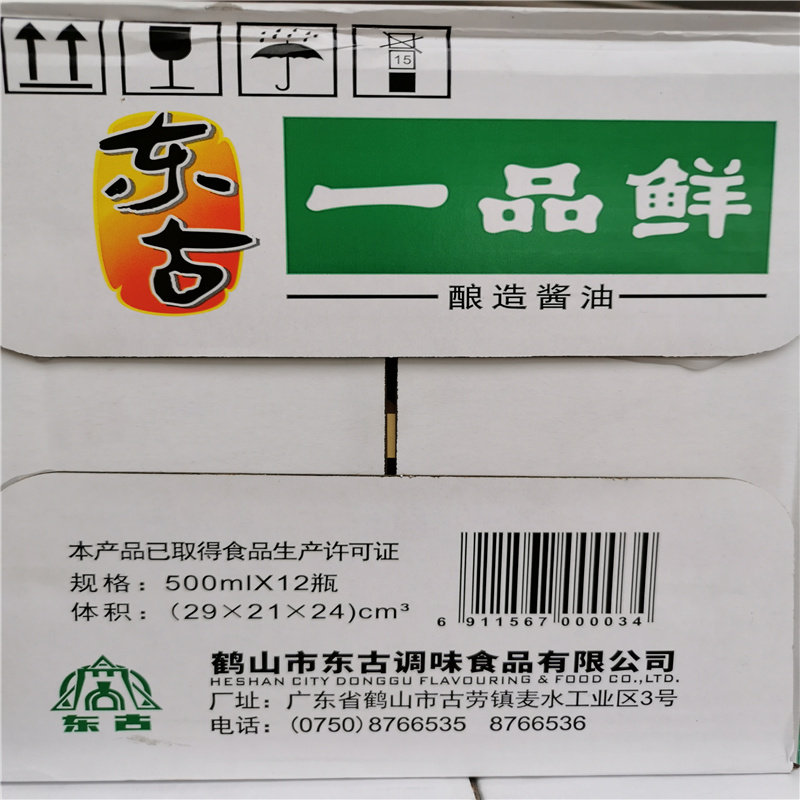 15
东古
一品鲜
酿造酱油
本产品已取得食品生产许可证
规格：500mlX12瓶
体积：(29×21×24)cm³
6 911567 000034
鹤山市东古调味食品有限公司
HESHAN CITY DONGGU FLAVOURING & FOOD CO.,LTD.
厂址：广东省鹤山市古劳镇麦水工业区3号
电话：(0750)8766535 8766536
东古